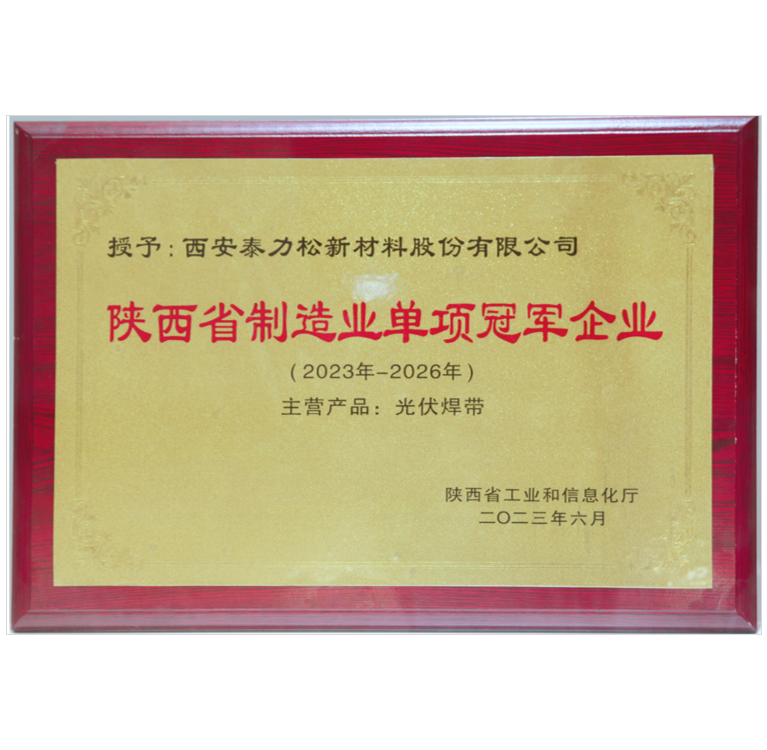 授予：西安泰力松新材料股份有限公司
陕西省制造业单项冠军企业
（2023年-2026年）
主营产品：光伏焊带
陕西省工业和信息化厅
二〇二三年六月